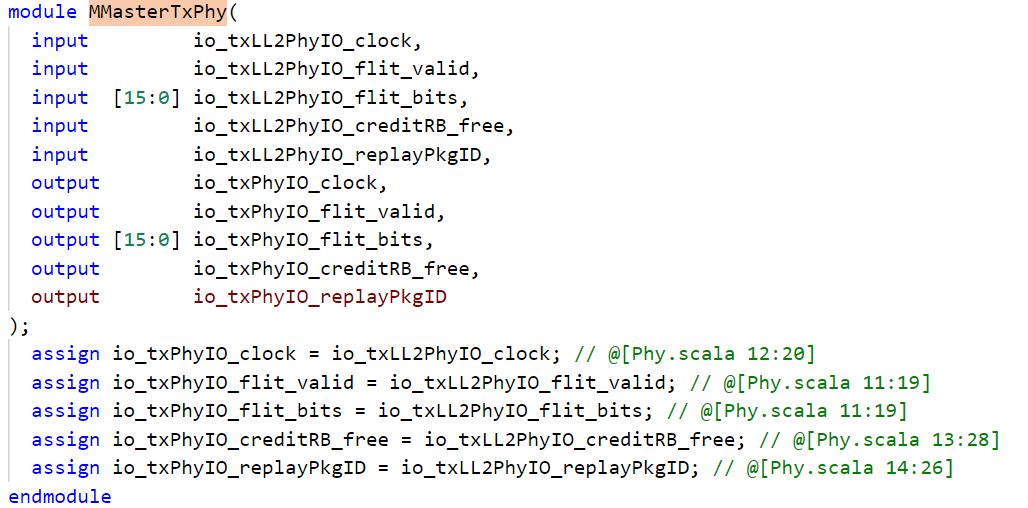 module MMasterTxPhy(
  input         io_txLL2PhyIO_clock,
  input         io_txLL2PhyIO_flit_valid,
  input  [15:0] io_txLL2PhyIO_flit_bits,
  input         io_txLL2PhyIO_creditRB_free,
  input         io_txLL2PhyIO_replayPkgID,
  output        io_txPhyIO_clock,
  output        io_txPhyIO_flit_valid,
  output [15:0] io_txPhyIO_flit_bits,
  output        io_txPhyIO_creditRB_free,
  output        io_txPhyIO_replayPkgID
);
  assign io_txPhyIO_clock = io_txLL2PhyIO_clock; // @[Phy.scala 12:20]
  assign io_txPhyIO_flit_valid = io_txLL2PhyIO_flit_valid; // @[Phy.scala 11:19]
  assign io_txPhyIO_flit_bits = io_txLL2PhyIO_flit_bits; // @[Phy.scala 11:19]
  assign io_txPhyIO_creditRB_free = io_txLL2PhyIO_creditRB_free; // @[Phy.scala 13:28]
  assign io_txPhyIO_replayPkgID = io_txLL2PhyIO_replayPkgID; // @[Phy.scala 14:26]
endmodule